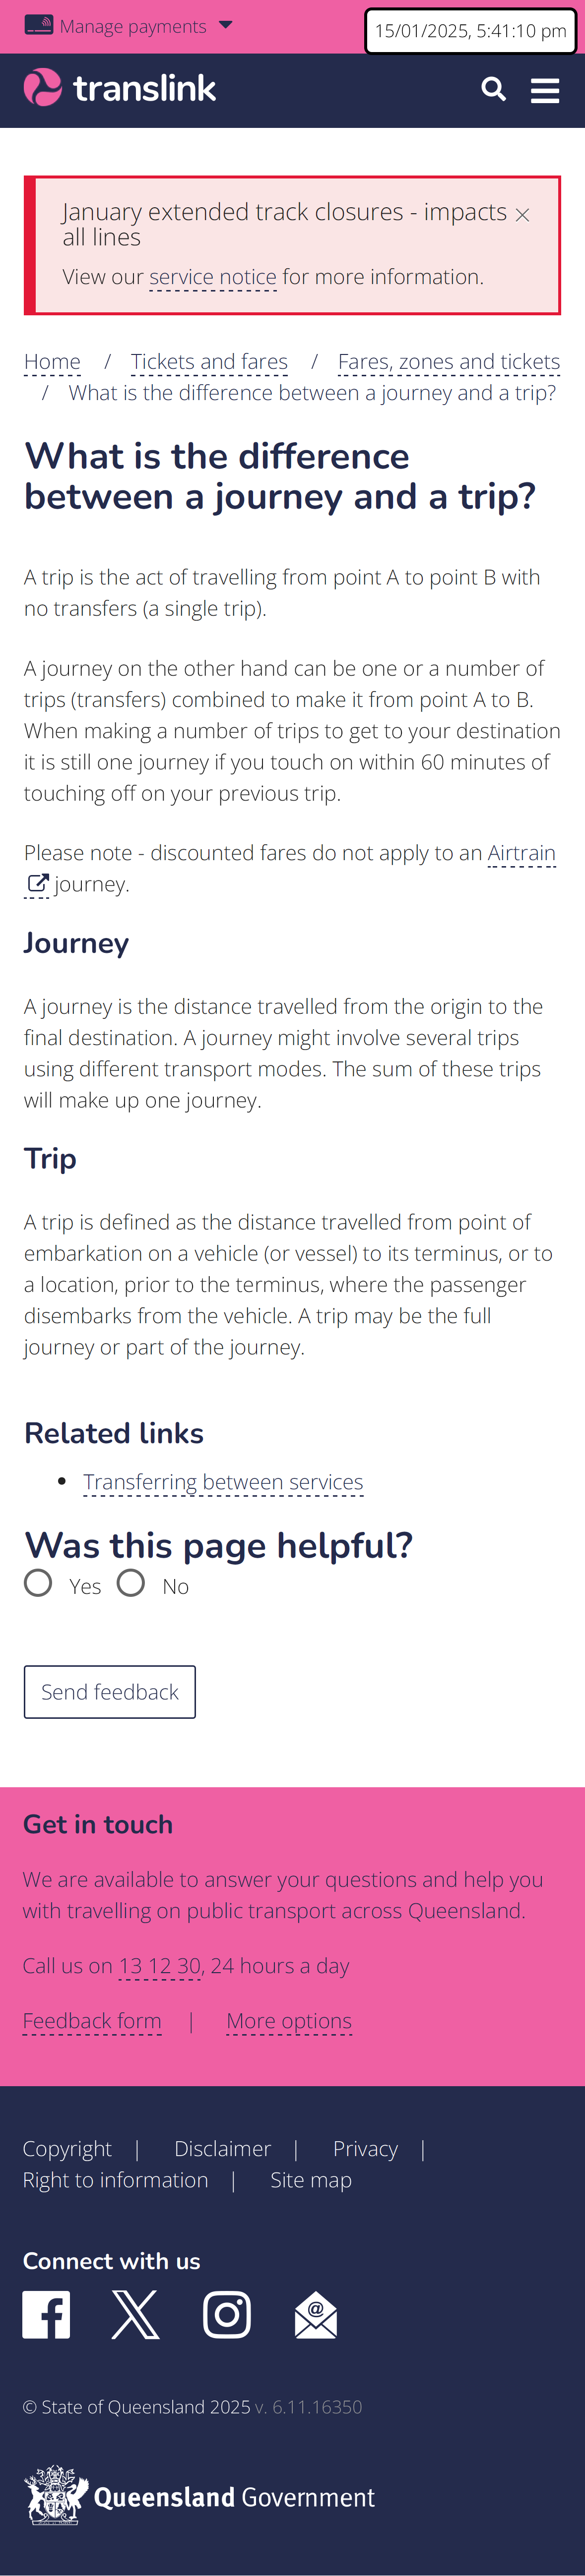 Manage payments
15/01/2025, 5:41:10 pm
translink
January extended track closures - impacts
all lines
View our service notice for more information.
Home / Tickets and fares / Fares, zones and tickets
/ What is the difference between a journey and a trip?
What is the difference
between a journey and a trip?
A trip is the act of travelling from point A to point B with
no transfers (a single trip).
A journey on the other hand can be one or a number of
trips (transfers) combined to make it from point A to B.
When making a number of trips to get to your destination
it is still one journey if you touch on within 60 minutes of
touching off on your previous trip.
Please note - discounted fares do not apply to an Airtrain
journey.
Journey
A journey is the distance travelled from the origin to the
final destination. A journey might involve several trips
using different transport modes. The sum of these trips
will make up one journey.
Trip
A trip is defined as the distance travelled from point of
embarkation on a vehicle (or vessel) to its terminus, or to
a location, prior to the terminus, where the passenger
disembarks from the vehicle. A trip may be the full
journey or part of the journey.
Related links
• Transferring between services
Was this page helpful?
Yes No
Send feedback
Get in touch
We are available to answer your questions and help you
with travelling on public transport across Queensland.
Call us on 13 12 30, 24 hours a day
Feedback form | More options
Copyright | Disclaimer | Privacy |
Right to information | Site map
Connect with us
© State of Queensland 2025 v. 6.11.16350
Queensland Government